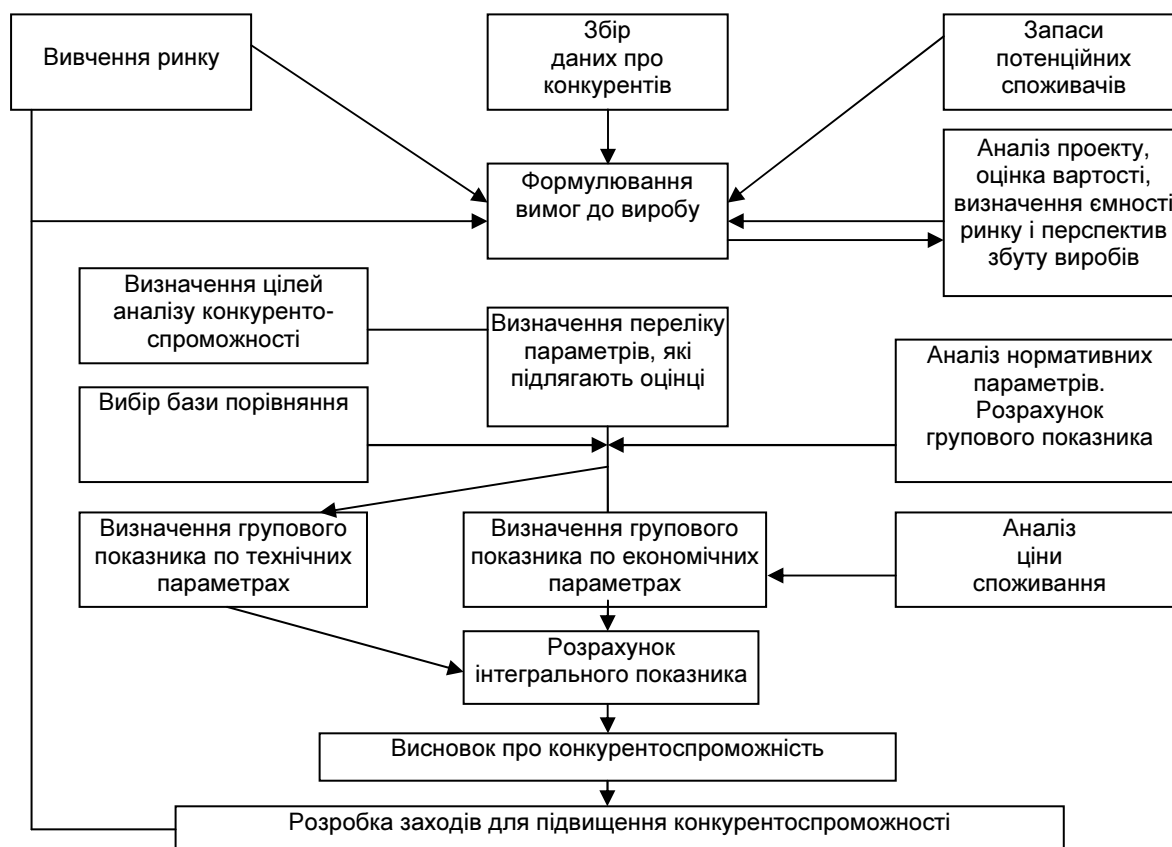 Вивчення ринку
Збір
даних про
конкурентів
Запаси
потенційних
споживачів
Формулювання
вимог до виробу
Аналіз проекту,
оцінка вартості,
визначення ємності
ринку і перспектив
збуту виробів
Визначення цілей
аналізу конкуренто-
спроможності
Визначення переліку
параметрів, які
підлягають оцінці
Аналіз нормативних
параметрів.
Розрахунок
групового показника
Вибір бази порівняння
Визначення групового
показника по технічних
параметрах
Визначення групового
показника по економічних
параметрах
Аналіз
ціни
споживання
Розрахунок
інтегрального показника
Висновок про конкурентоспроможність
Розробка заходів для підвищення конкурентоспроможності